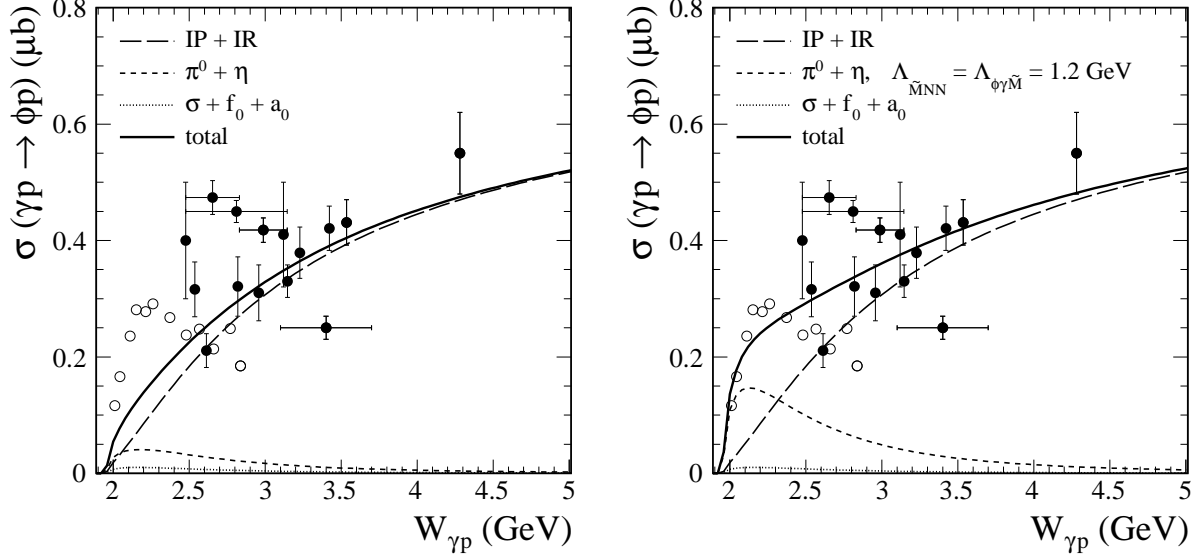 σ (γp → ϕp) (μb)
0.8
0.6
0.4
0.2
0
IP + IR
π⁰ + η
σ + f₀ + a₀
total
2 2.5 3 3.5 4 4.5 5
W_γp (GeV)
σ (γp → ϕp) (μb)
0.8
0.6
0.4
0.2
0
IP + IR
π⁰ + η, Λ_M̃NN = Λ_ϕγM̃ = 1.2 GeV
σ + f₀ + a₀
total
2 2.5 3 3.5 4 4.5 5
W_γp (GeV)